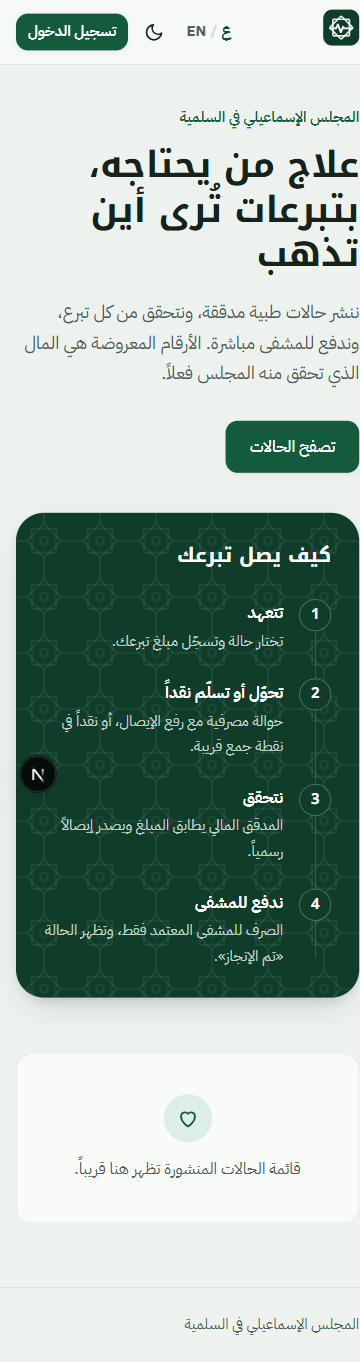 ع / EN
تسجيل الدخول
المجلس الإسماعيلي في السلمية
علاج من يحتاجه،
بتبرعات تُرى أين
تذهب
ننشر حالات طبية مدققة، ونتحقق من كل تبرع،
وندفع للمشفى مباشرة. الأرقام المعروضة هي المال
الذي تحقق منه المجلس فعلاً.
تصفح الحالات
كيف يصل تبرعك
1
تتعهد
تختار حالة وتسجّل مبلغ تبرعك.
2
تحوّل أو تسلّم نقداً
حوالة مصرفية مع رفع الإيصال، أو نقداً في
نقطة جمع قريبة.
3
نتحقق
المدقق المالي يطابق المبلغ ويصدر إيصالاً
رسمياً.
4
ندفع للمشفى
الصرف للمشفى المعتمد فقط، وتظهر الحالة
«تم الإنجاز».
N
قائمة الحالات المنشورة تظهر هنا قريباً.
المجلس الإسماعيلي في السلمية